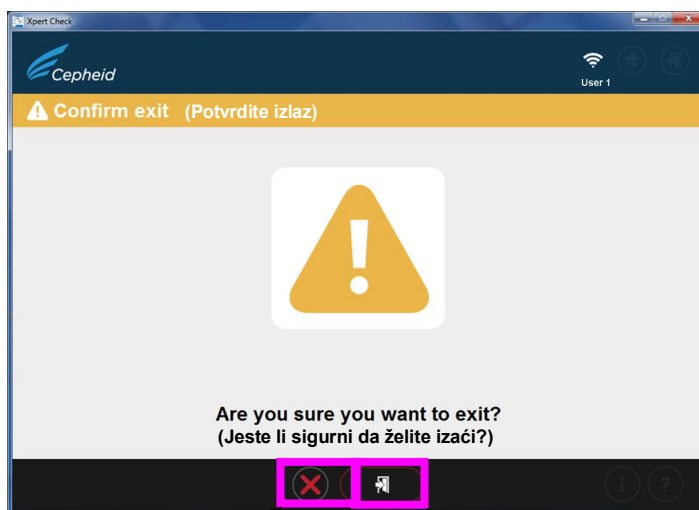 Xpert Check
Cepheid
User 1
Confirm exit (Potvrdite izlaz)
Are you sure you want to exit?
(Jeste li sigurni da želite izaći?)
i ?